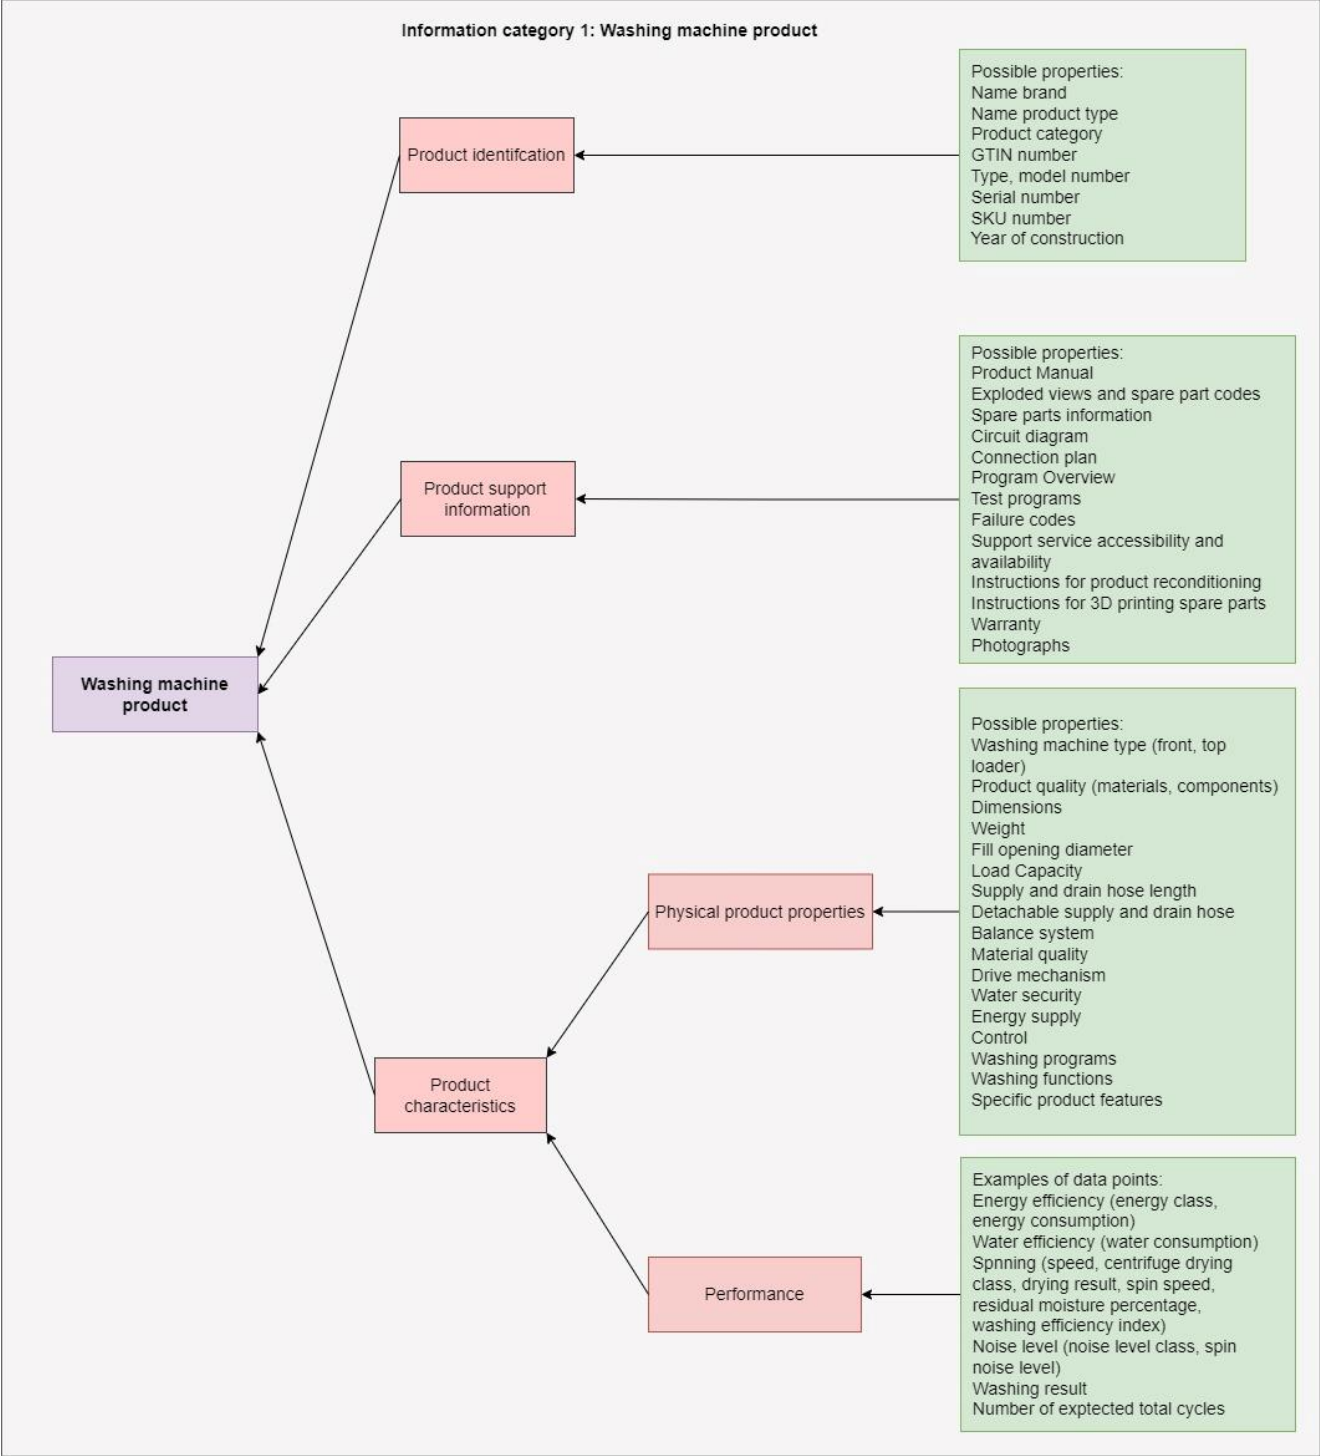 Information category 1: Washing machine product
Product identifcation
Possible properties:
Name brand
Name product type
Product category
GTIN number
Type, model number
Serial number
SKU number
Year of construction
Product support
information
Possible properties:
Product Manual
Exploded views and spare part codes
Spare parts information
Circuit diagram
Connection plan
Program Overview
Test programs
Failure codes
Support service accessibility and
availability
Instructions for product reconditioning
Instructions for 3D printing spare parts
Warranty
Photographs
Washing machine
product
Product
characteristics
Physical product properties
Possible properties:
Washing machine type (front, top
loader)
Product quality (materials, components)
Dimensions
Weight
Fill opening diameter
Load Capacity
Supply and drain hose length
Detachable supply and drain hose
Balance system
Material quality
Drive mechanism
Water security
Energy supply
Control
Washing programs
Washing functions
Specific product features
Performance
Examples of data points:
Energy efficiency (energy class,
energy consumption)
Water efficiency (water consumption)
Spnning (speed, centrifuge drying
class, drying result, spin speed,
residual moisture percentage,
washing efficiency index)
Noise level (noise level class, spin
noise level)
Washing result
Number of exptected total cycles